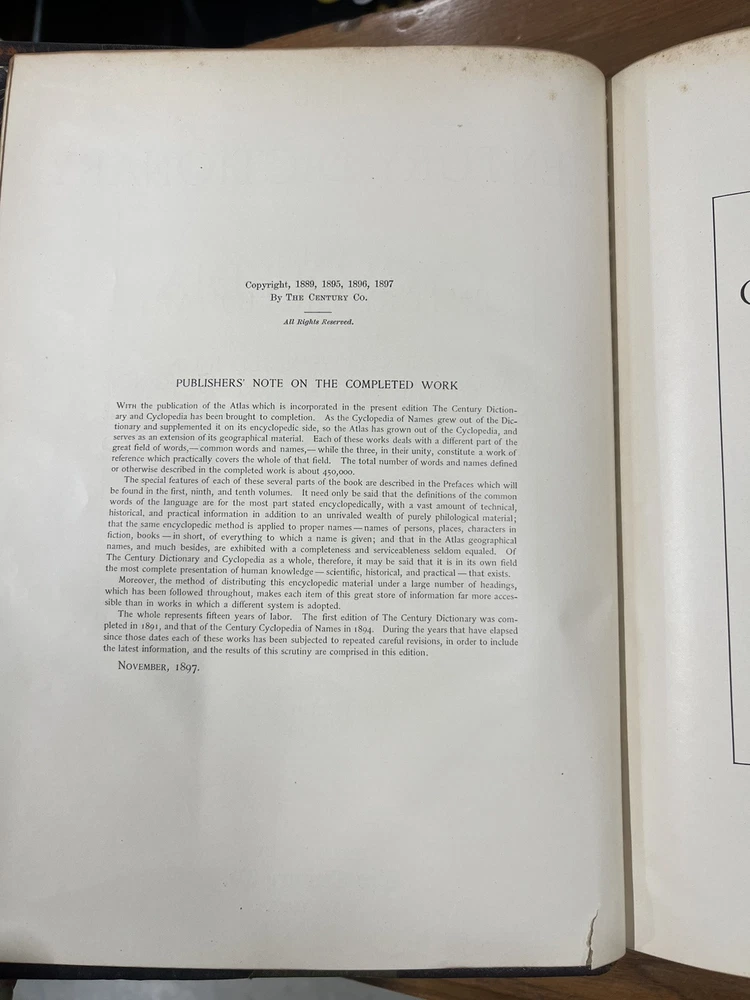 Copyright, 1889, 1895, 1896, 1897
By THE CENTURY CO.
All Rights Reserved.
PUBLISHERS' NOTE ON THE COMPLETED WORK
WITH the publication of the Atlas which is incorporated in the present edition The Century Diction-
ary and Cyclopedia has been brought to completion. As the Cyclopedia of Names grew out of the Dic-
tionary and supplemented it on its encyclopedic side, so the Atlas has grown out of the Cyclopedia, and
serves as an extension of its geographical material. Each of these works deals with a different part of the
great field of words,—common words and names,—while the three, in their unity, constitute a work of
reference which practically covers the whole of that field. The total number of words and names defined
or otherwise described in the completed work is about 450,000.
The special features of each of these several parts of the book are described in the Prefaces which will
be found in the first, ninth, and tenth volumes. It need only be said that the definitions of the common
words of the language are for the most part stated encyclopedically, with a vast amount of technical,
historical, and practical information in addition to an unrivaled wealth of purely philological material;
that the same encyclopedic method is applied to proper names—names of persons, places, characters in
fiction, books—in short, of everything to which a name is given; and that in the Atlas geographical
names, and much besides, are exhibited with a completeness and serviceableness seldom equaled. Of
The Century Dictionary and Cyclopedia as a whole, therefore, it may be said that it is in its own field
the most complete presentation of human knowledge—scientific, historical, and practical—that exists.
Moreover, the method of distributing this encyclopedic material under a large number of headings,
which has been followed throughout, makes each item of this great store of information far more acces-
sible than in works in which a different system is adopted.
The whole represents fifteen years of labor. The first edition of The Century Dictionary was com-
pleted in 1891, and that of the Century Cyclopedia of Names in 1894. During the years that have elapsed
since those dates each of these works has been subjected to repeated careful revisions, in order to include
the latest information, and the results of this scrutiny are comprised in this edition.
NOVEMBER, 1897.